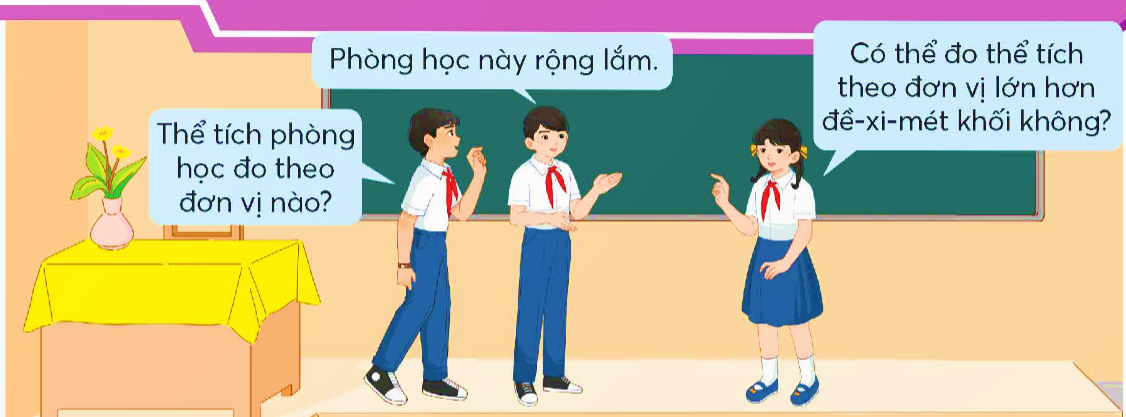 Phòng học này rộng lắm.
Có thể đo thể tích
theo đơn vị lớn hơn
đề-xi-mét khối không?
Thể tích phòng
học đo theo
đơn vị nào?